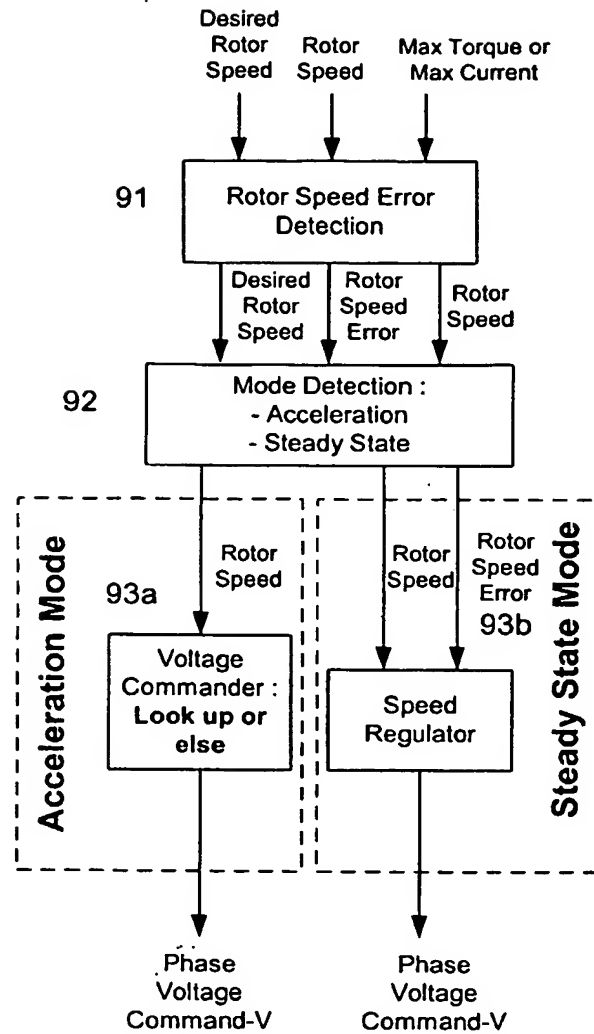 Desired
Rotor
Speed
Rotor
Speed
Max Torque or
Max Current
91
Rotor Speed Error
Detection
Desired
Rotor
Speed
Rotor
Speed
Error
Rotor
Speed
92
Mode Detection :
- Acceleration
- Steady State
Acceleration Mode
Rotor
Speed
93a
Voltage
Commander :
Look up or
else
Phase
Voltage
Command-V
Rotor
Speed
Rotor
Speed
Error
93b
Speed
Regulator
Steady State Mode
Phase
Voltage
Command-V